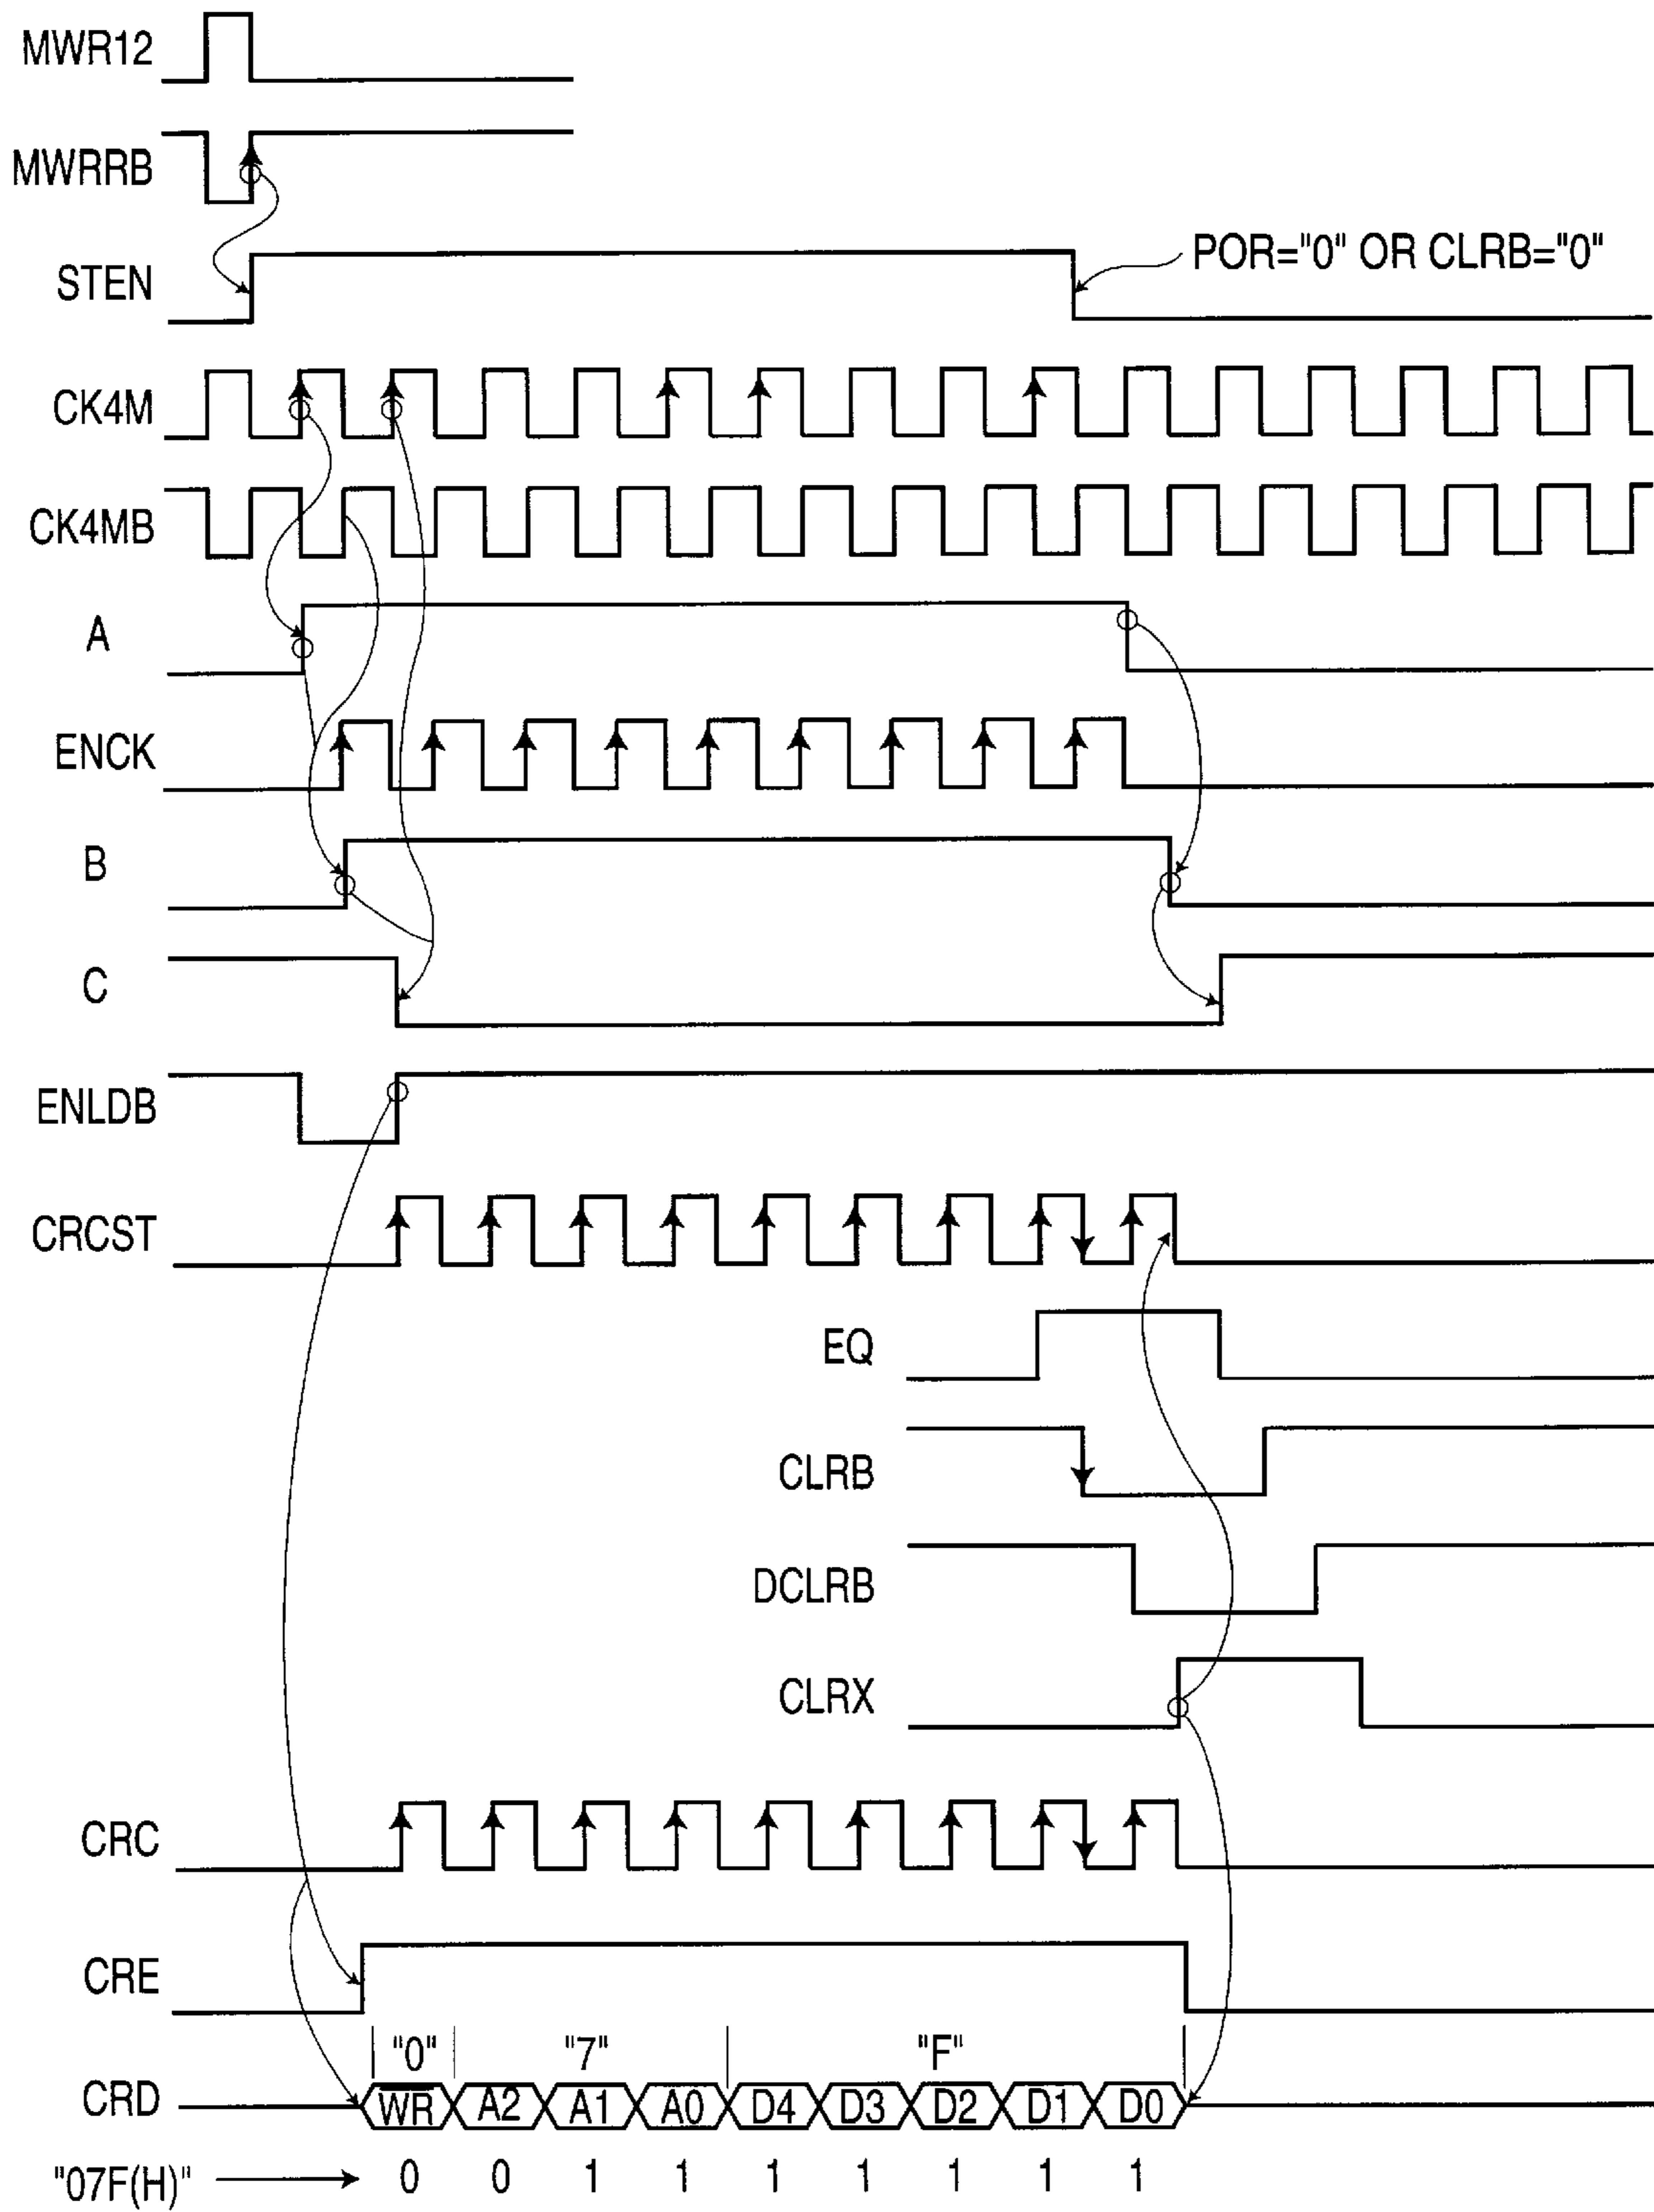 MWR12
MWRRB
STEN
POR="0" OR CLRB="0"
CK4M
CK4MB
A
ENCK
B
C
ENLDB
CRCST
EQ
CLRB
DCLRB
CLRX
CRC
CRE
"0" "7" "F"
CRD WR A2 A1 A0 D4 D3 D2 D1 D0
"07F(H)" 0 0 1 1 1 1 1 1 1